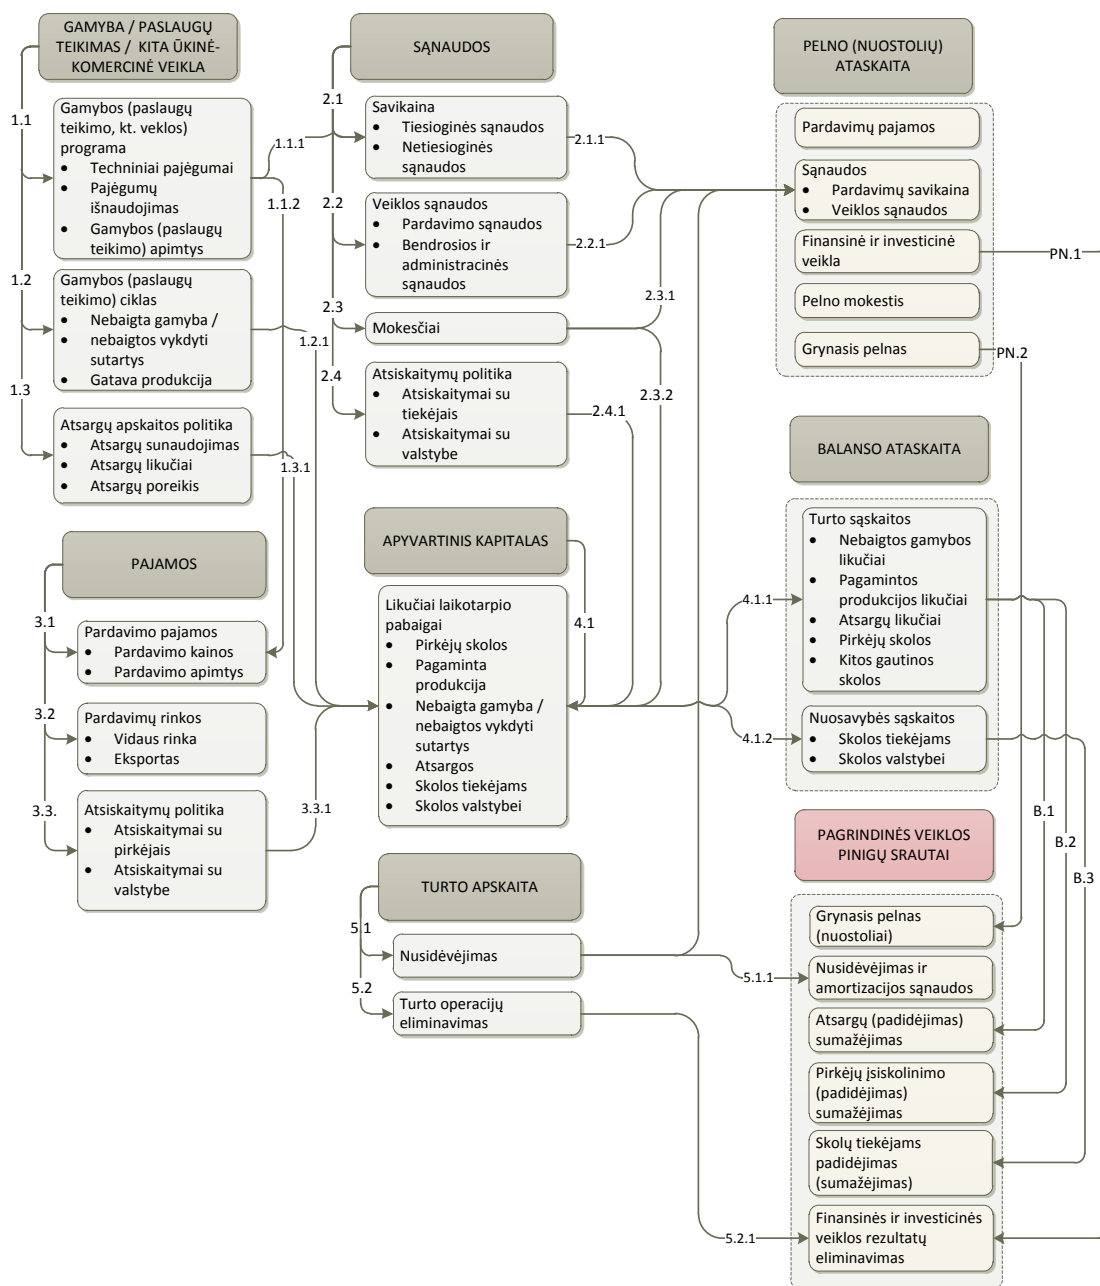 GAMYBA / PASLAUGŲ
TEIKIMAS / KITA ŪKINĖ-
KOMERCINĖ VEIKLA
1.1
Gamybos (paslaugų
teikimo, kt. veklos)
programa
• Techniniai pajėgumai
• Pajėgumų
išnaudojimas
• Gamybos (paslaugų
teikimo) apimtys
1.1.1
1.1.2
1.2
Gamybos (paslaugų
teikimo) ciklas
• Nebaigta gamyba /
• nebaigtos vykdyti
sutartys
• Gatava produkcija
1.2.1
1.3
Atsargų apskaitos politika
• Atsargų sunaudojimas
• Atsargų likučiai
• Atsargų poreikis
1.3.1
PAJAMOS
3.1
Pardavimo pajamos
• Pardavimo kainos
• Pardavimo apimtys
3.2
Pardavimų rinkos
• Vidaus rinka
• Eksportas
3.3.
Atsiskaitymų politika
• Atsiskaitymai su
pirkėjais
• Atsiskaitymai su
valstybe
3.3.1
SĄNAUDOS
2.1
Savikaina
• Tiesioginės sąnaudos
• Netiesioginės
sąnaudos
2.1.1
2.2
Veiklos sąnaudos
• Pardavimo sąnaudos
• Bendrosios ir
administracinės
sąnaudos
2.2.1
2.3
Mokesčiai
2.3.1
2.3.2
2.4
Atsiskaitymų politika
• Atsiskaitymai su
tiekėjais
• Atsiskaitymai su
valstybe
2.4.1
APYVARTINIS KAPITALAS
4.1
Likučiai laikotarpio
pabaigai
• Pirkėjų skolos
• Pagaminta
produkcija
• Nebaigta gamyba /
nebaigtos vykdyti
sutartys
• Atsargos
• Skolos tiekėjams
• Skolos valstybei
4.1.1
4.1.2
TURTO APSKAITA
5.1
Nusidėvėjimas
5.1.1
5.2
Turto operacijų
eliminavimas
5.2.1
PELNO (NUOSTOLIŲ)
ATASKAITA
Pardavimų pajamos
Sąnaudos
• Pardavimų savikaina
• Veiklos sąnaudos
Finansinė ir investicinė
veikla
PN.1
Pelno mokestis
Grynasis pelnas
PN.2
BALANSO ATASKAITA
Turto sąskaitos
• Nebaigtos gamybos
likučiai
• Pagamintos
produkcijos likučiai
• Atsargų likučiai
• Pirkėjų skolos
• Kitos gautinos
skolos
Nuosavybės sąskaitos
• Skolos tiekėjams
• Skolos valstybei
B.1
B.2
B.3
PAGRINDINĖS VEIKLOS
PINIGŲ SRAUTAI
Grynasis pelnas
(nuostoliai)
Nusidėvėjimas ir
amortizacijos sąnaudos
Atsargų (padidėjimas)
sumažėjimas
Pirkėjų įsiskolinimo
(padidėjimas)
sumažėjimas
Skolų tiekėjams
padidėjimas
(sumažėjimas)
Finansinės ir investicinės
veiklos rezultatų
eliminavimas